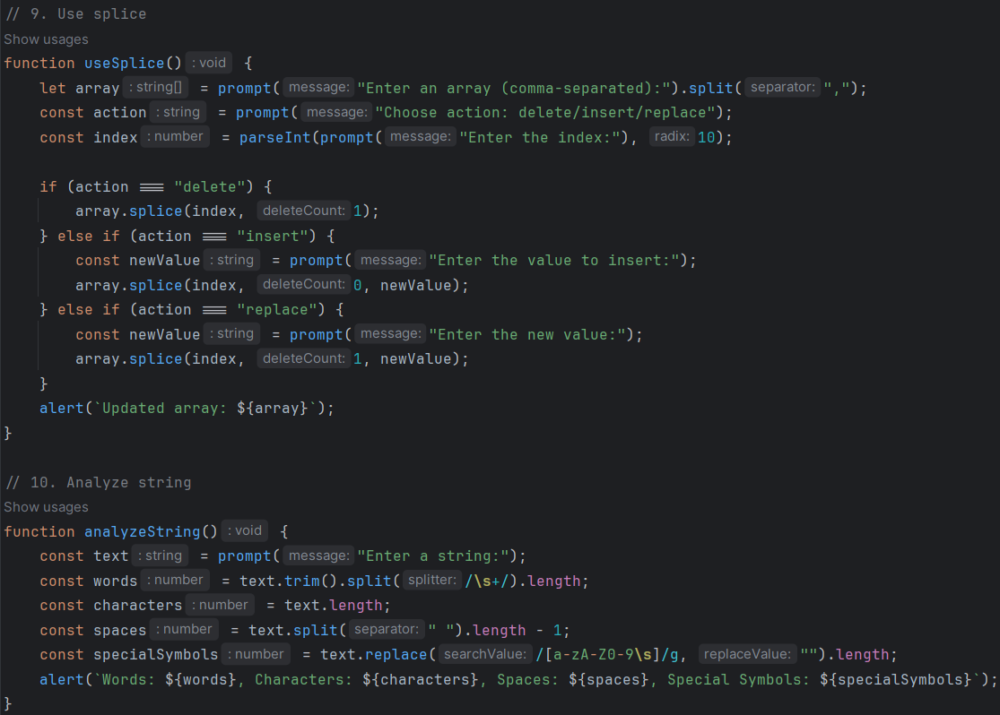 // 9. Use splice
Show usages
function useSplice() : void {
    let array : string[] = prompt( message: "Enter an array (comma-separated):").split( separator: ",");
    const action : string = prompt( message: "Choose action: delete/insert/replace");
    const index : number = parseInt(prompt( message: "Enter the index:"), radix: 10);

    if (action === "delete") {
        array.splice(index, deleteCount: 1);
    } else if (action === "insert") {
        const newValue : string = prompt( message: "Enter the value to insert:");
        array.splice(index, deleteCount: 0, newValue);
    } else if (action === "replace") {
        const newValue : string = prompt( message: "Enter the new value:");
        array.splice(index, deleteCount: 1, newValue);
    }
    alert(`Updated array: ${array}`);
}

// 10. Analyze string
Show usages
function analyzeString() : void {
    const text : string = prompt( message: "Enter a string:");
    const words : number = text.trim().split( splitter: /\s+/).length;
    const characters : number = text.length;
    const spaces : number = text.split( separator: " ").length - 1;
    const specialSymbols : number = text.replace( searchValue: /[a-zA-Z0-9\s]/g, replaceValue: "").length;
    alert(`Words: ${words}, Characters: ${characters}, Spaces: ${spaces}, Special Symbols: ${specialSymbols}`);
}